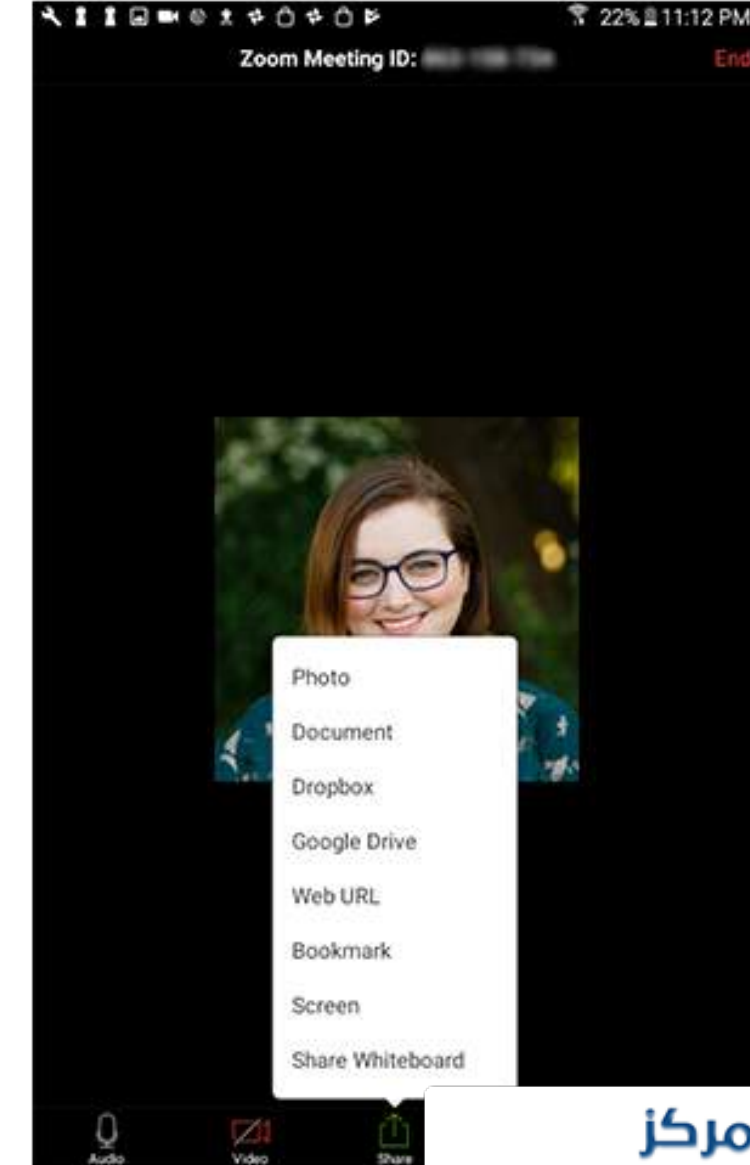 22% 11:12 PM
Zoom Meeting ID:
End
Photo
Document
Dropbox
Google Drive
Web URL
Bookmark
Screen
Share Whiteboard
Audio
Video
Share
مركز